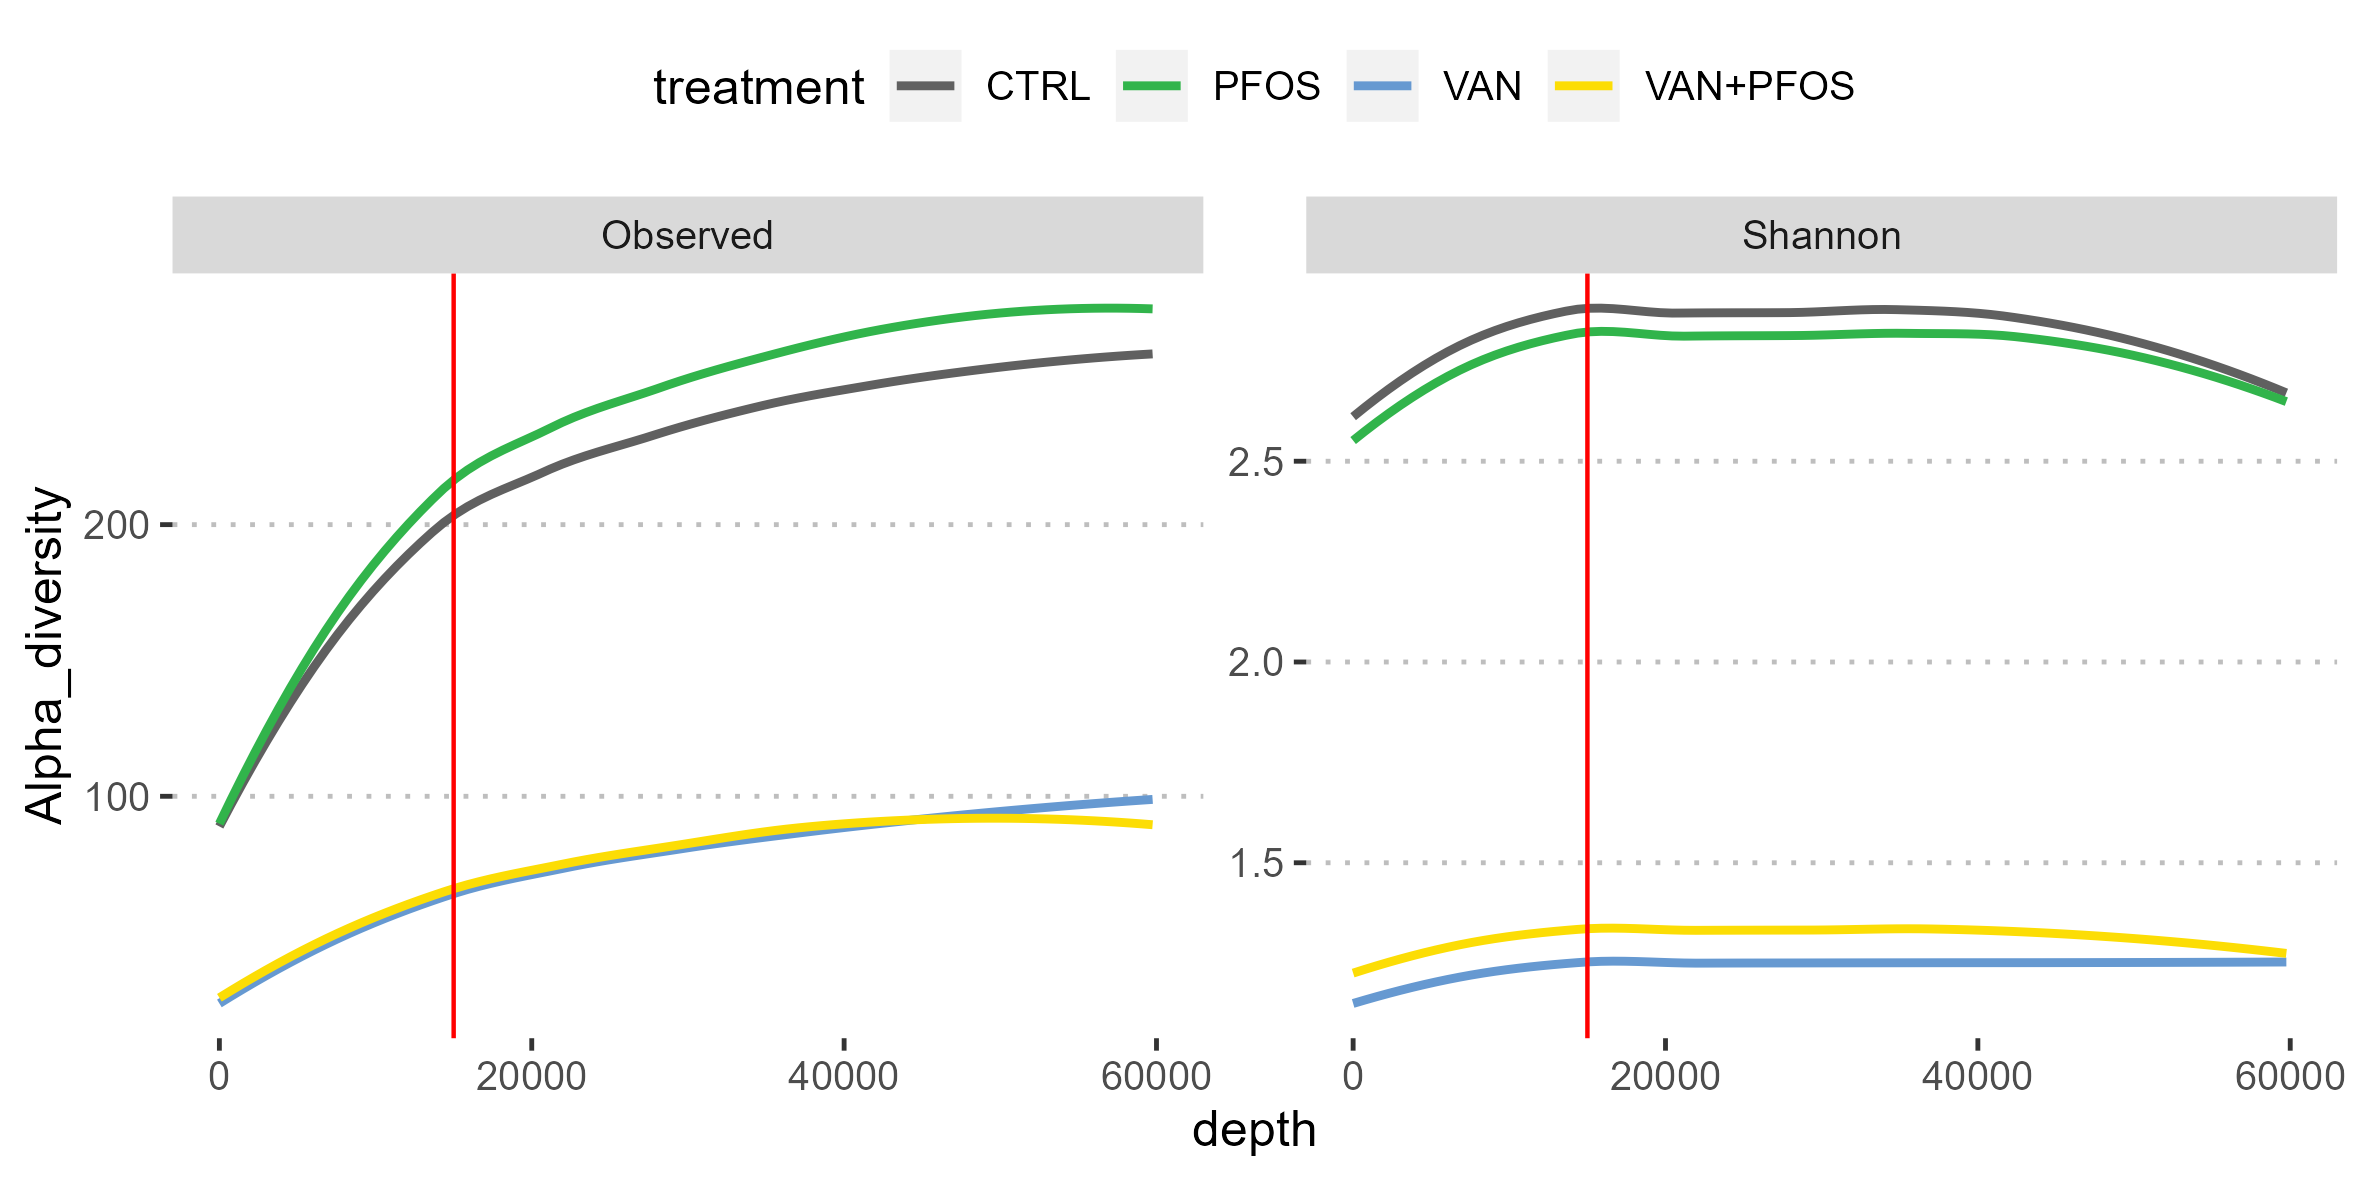 treatment CTRL PFOS VAN VAN+PFOS
Observed
Shannon
Alpha_diversity
200
100
2.5
2.0
1.5
0 20000 40000 60000
0 20000 40000 60000
depth